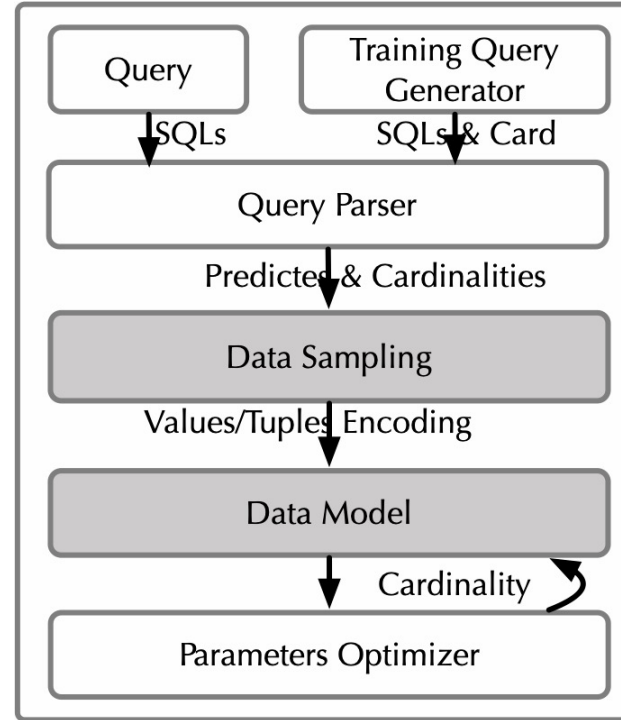 Query
Training Query
Generator
SQLs
SQLs & Card
Query Parser
Predictes & Cardinalities
Data Sampling
Values/Tuples Encoding
Data Model
Cardinality
Parameters Optimizer